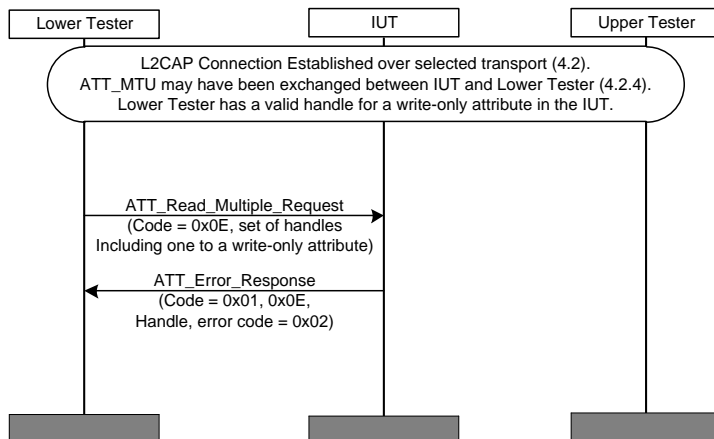 Lower Tester
IUT
Upper Tester
L2CAP Connection Established over selected transport (4.2).
ATT_MTU may have been exchanged between IUT and Lower Tester (4.2.4).
Lower Tester has a valid handle for a write-only attribute in the IUT.
ATT_Read_Multiple_Request
(Code = 0x0E, set of handles
Including one to a write-only attribute)
ATT_Error_Response
(Code = 0x01, 0x0E,
Handle, error code = 0x02)